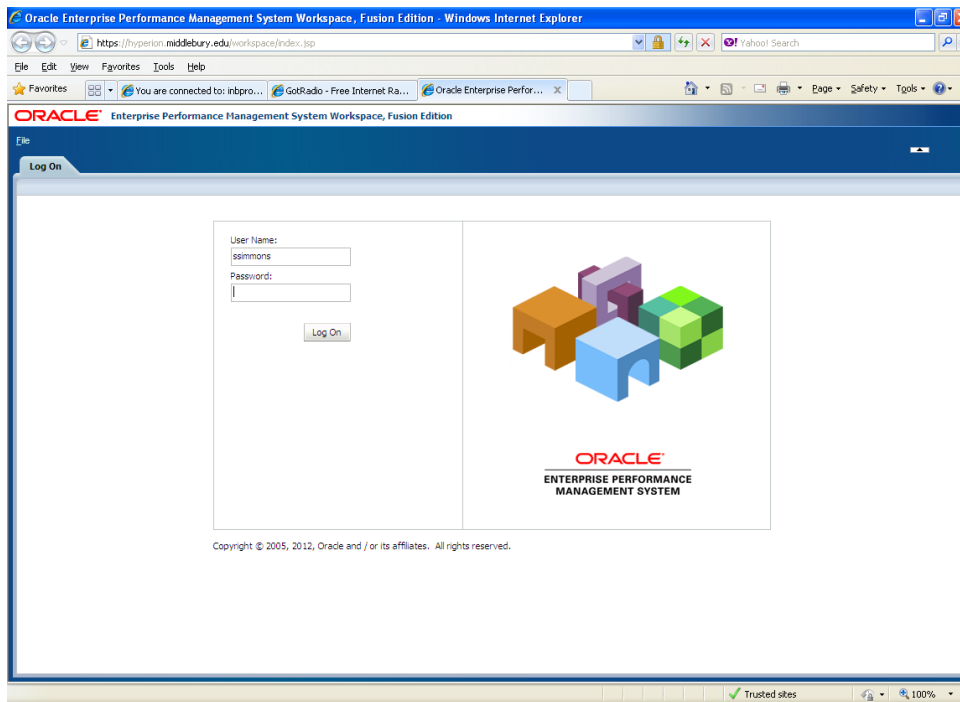 Oracle Enterprise Performance Management System Workspace, Fusion Edition - Windows Internet Explorer
https://hyperion.middlebury.edu/workspace/index.jsp
Yahoo! Search
File Edit View Favorites Tools Help
Favorites You are connected to: inbpro... GotRadio - Free Internet Ra... Oracle Enterprise Perfor... X Page Safety Tools
ORACLE Enterprise Performance Management System Workspace, Fusion Edition
File
Log On
User Name:
ssimmons
Password:
Log On
ORACLE
ENTERPRISE PERFORMANCE
MANAGEMENT SYSTEM
Copyright © 2005, 2012, Oracle and / or its affiliates. All rights reserved.
Trusted sites 100%